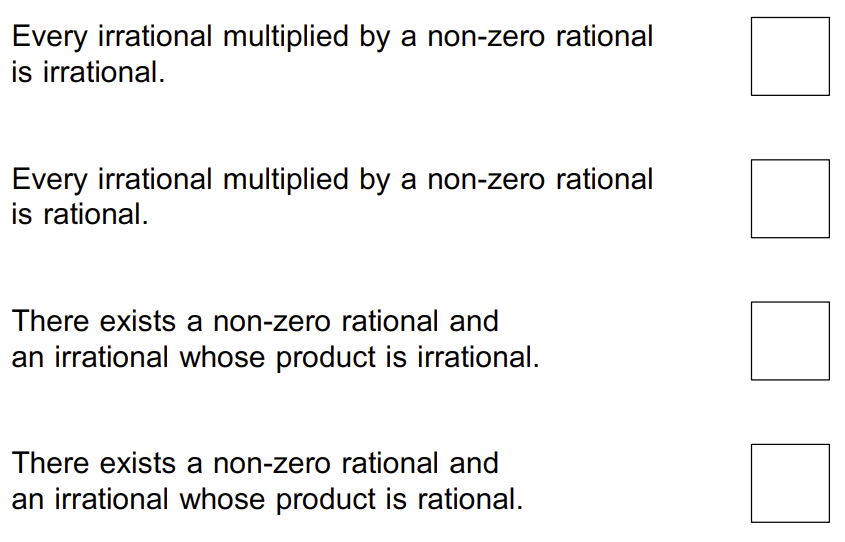 Every irrational multiplied by a non-zero rational
is irrational.
Every irrational multiplied by a non-zero rational
is rational.
There exists a non-zero rational and
an irrational whose product is irrational.
There exists a non-zero rational and
an irrational whose product is rational.